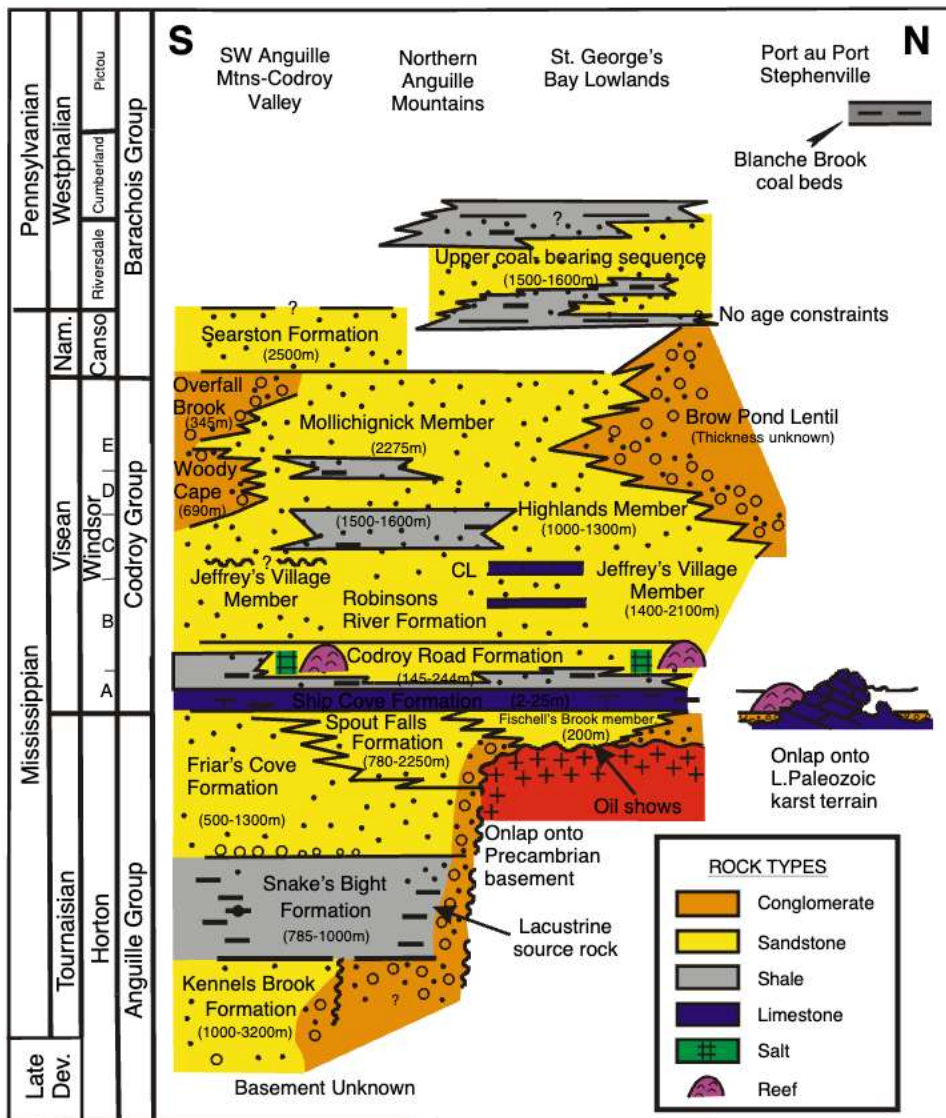 S
N
SW Anguille
Mtns-Codroy
Valley
Northern
Anguille
Mountains
St. George's
Bay Lowlands
Port au Port
Stephenville
Pennsylvanian
Mississippian
Late
Dev.
Westphalian
Nam.
Visean
Tournaisian
Pictou
Cumberland
Riversdale
Canso
Windsor
E
D
C
B
A
Horton
Barachois Group
Codroy Group
Anguille Group
Blanche Brook
coal beds
?
Upper coal bearing sequence
(1500-1600m)
?
No age constraints
?
Searston Formation
(2500m)
Overfall
Brook
(345m)
Mollichignick Member
(2275m)
Brow Pond Lentil
(Thickness unknown)
Woody
Cape
(690m)
(1500-1600m)
Highlands Member
(1000-1300m)
?
Jeffrey's Village
Member
CL
Jeffrey's Village
Member
(1400-2100m)
Robinsons
River Formation
Codroy Road Formation
(145-244m)
Ship Cove Formation (2-25m)
Spout Falls
Formation
(780-2250m)
Fischell's Brook member
(200m)
Friar's Cove
Formation
(500-1300m)
Oil shows
Onlap onto
L.Paleozoic
karst terrain
Onlap onto
Precambrian
basement
Snake's Bight
Formation
(785-1000m)
Lacustrine
source rock
Kennels Brook
Formation
(1000-3200m)
?
Basement Unknown
ROCK TYPES
Conglomerate
Sandstone
Shale
Limestone
Salt
Reef